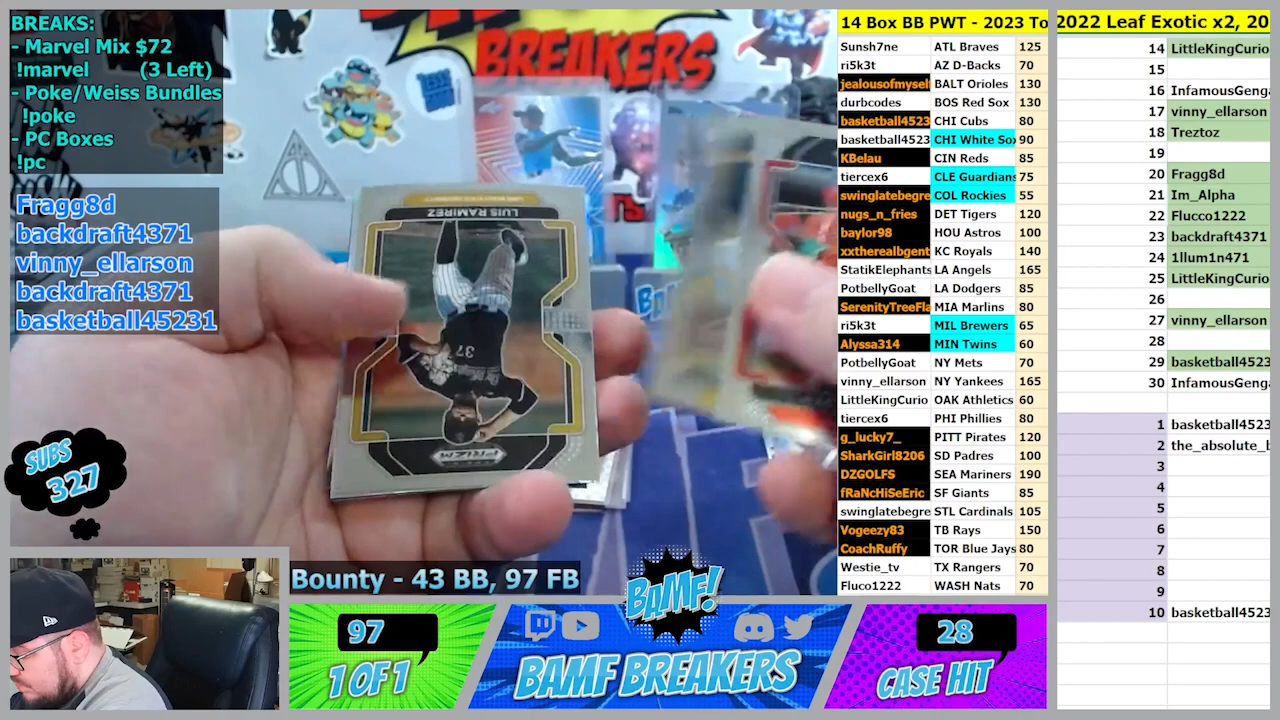 BREAKS:
- Marvel Mix $72
!marvel (3 Left)
- Poke/Weiss Bundles
!poke
- PC Boxes
!pc
Fragg8d
backdraft4371
vinny_ellarson
backdraft4371
basketball45231
SUBS
327
BREAKERS
LUIS RAMIREZ
37
PRIZM
Bounty - 43 BB, 97 FB
BAMF!
97
1 OF 1
BAMF BREAKERS
28
CASE HIT
14 Box BB PWT - 2023 To
Sunsh7ne ATL Braves 125
ri5k3t AZ D-Backs 70
jealousofmysel BALT Orioles 130
durbcodes BOS Red Sox 130
basketball4523 CHI Cubs 80
basketball4523 CHI White Sox 90
KBelau CIN Reds 85
tiercex6 CLE Guardians 75
swinglatebegre COL Rockies 55
nugs_n_fries DET Tigers 120
baylor98 HOU Astros 100
xxtherealbgent KC Royals 140
StatikElephants LA Angels 165
PotbellyGoat LA Dodgers 85
SerenityTreeFla MIA Marlins 80
ri5k3t MIL Brewers 65
Alyssa314 MIN Twins 60
PotbellyGoat NY Mets 70
vinny_ellarson NY Yankees 165
LittleKingCurio OAK Athletics 60
tiercex6 PHI Phillies 80
g_lucky7_ PITT Pirates 120
SharkGirl8206 SD Padres 100
DZGOLFS SEA Mariners 190
fRaNcHiSeEric SF Giants 85
swinglatebegre STL Cardinals 105
Vogeezy83 TB Rays 150
CoachRuffy TOR Blue Jays 80
Westie_tv TX Rangers 70
Fluco1222 WASH Nats 70
2022 Leaf Exotic x2, 20
14 LittleKingCurio
15
16 InfamousGenga
17 vinny_ellarson
18 Treztoz
19
20 Fragg8d
21 Im_Alpha
22 Flucco1222
23 backdraft4371
24 1llum1n471
25 LittleKingCurio
26
27 vinny_ellarson
28
29 basketball4523
30 InfamousGenga
1 basketball4523
2 the_absolute_b
3
4
5
6
7
8
9
10 basketball4523